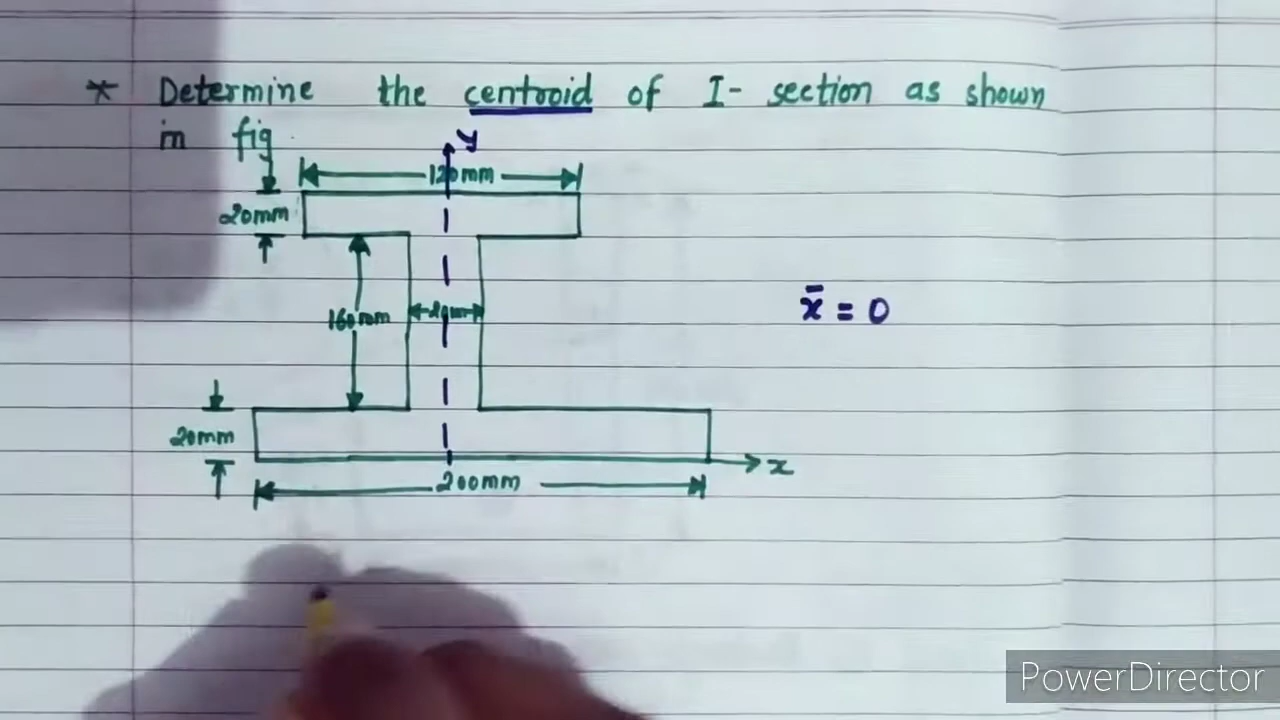 * Determine the centroid of I- section as shown
in fig
y
120mm
20mm
160mm
x̄ = 0
20mm
x
200mm
PowerDirector